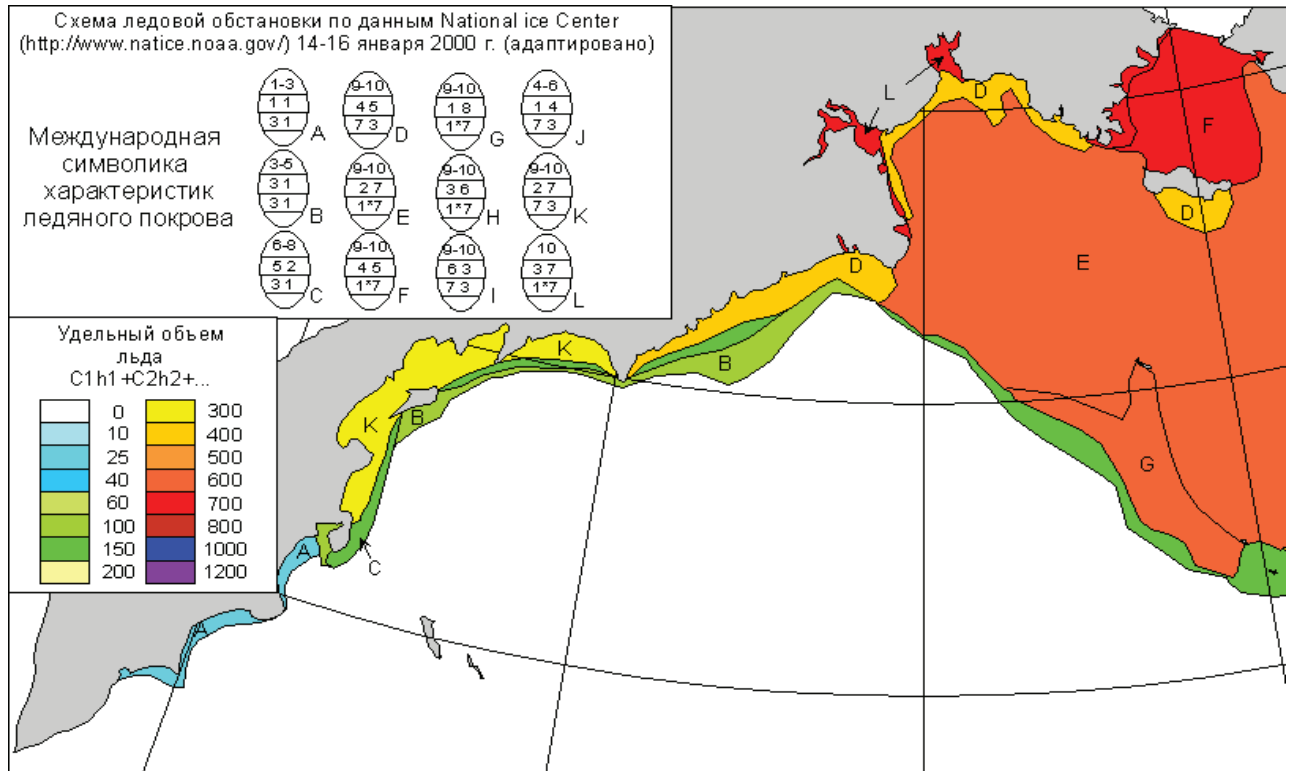 Схема ледовой обстановки по данным National ice Center
(http://www.natice.noaa.gov/) 14-16 января 2000 г. (адаптировано)
Международная
символика
характеристик
ледяного покрова
1-3
1 1
3 1
A
9-10
4 5
7 3
D
9-10
1 8
1*7
G
4-6
1 4
7 3
J
3-5
3 1
3 1
B
9-10
2 7
1*7
E
9-10
3 6
1*7
H
9-10
2 7
7 3
K
6-8
5 2
3 1
C
9-10
4 5
1*7
F
9-10
6 3
7 3
I
10
3 7
1*7
L
Удельный объем
льда
C1h1+C2h2+...
0 300
10 400
25 500
40 600
60 700
100 800
150 1000
200 1200
L
D
F
D
E
D
K
B
K
B
G
A
C
A